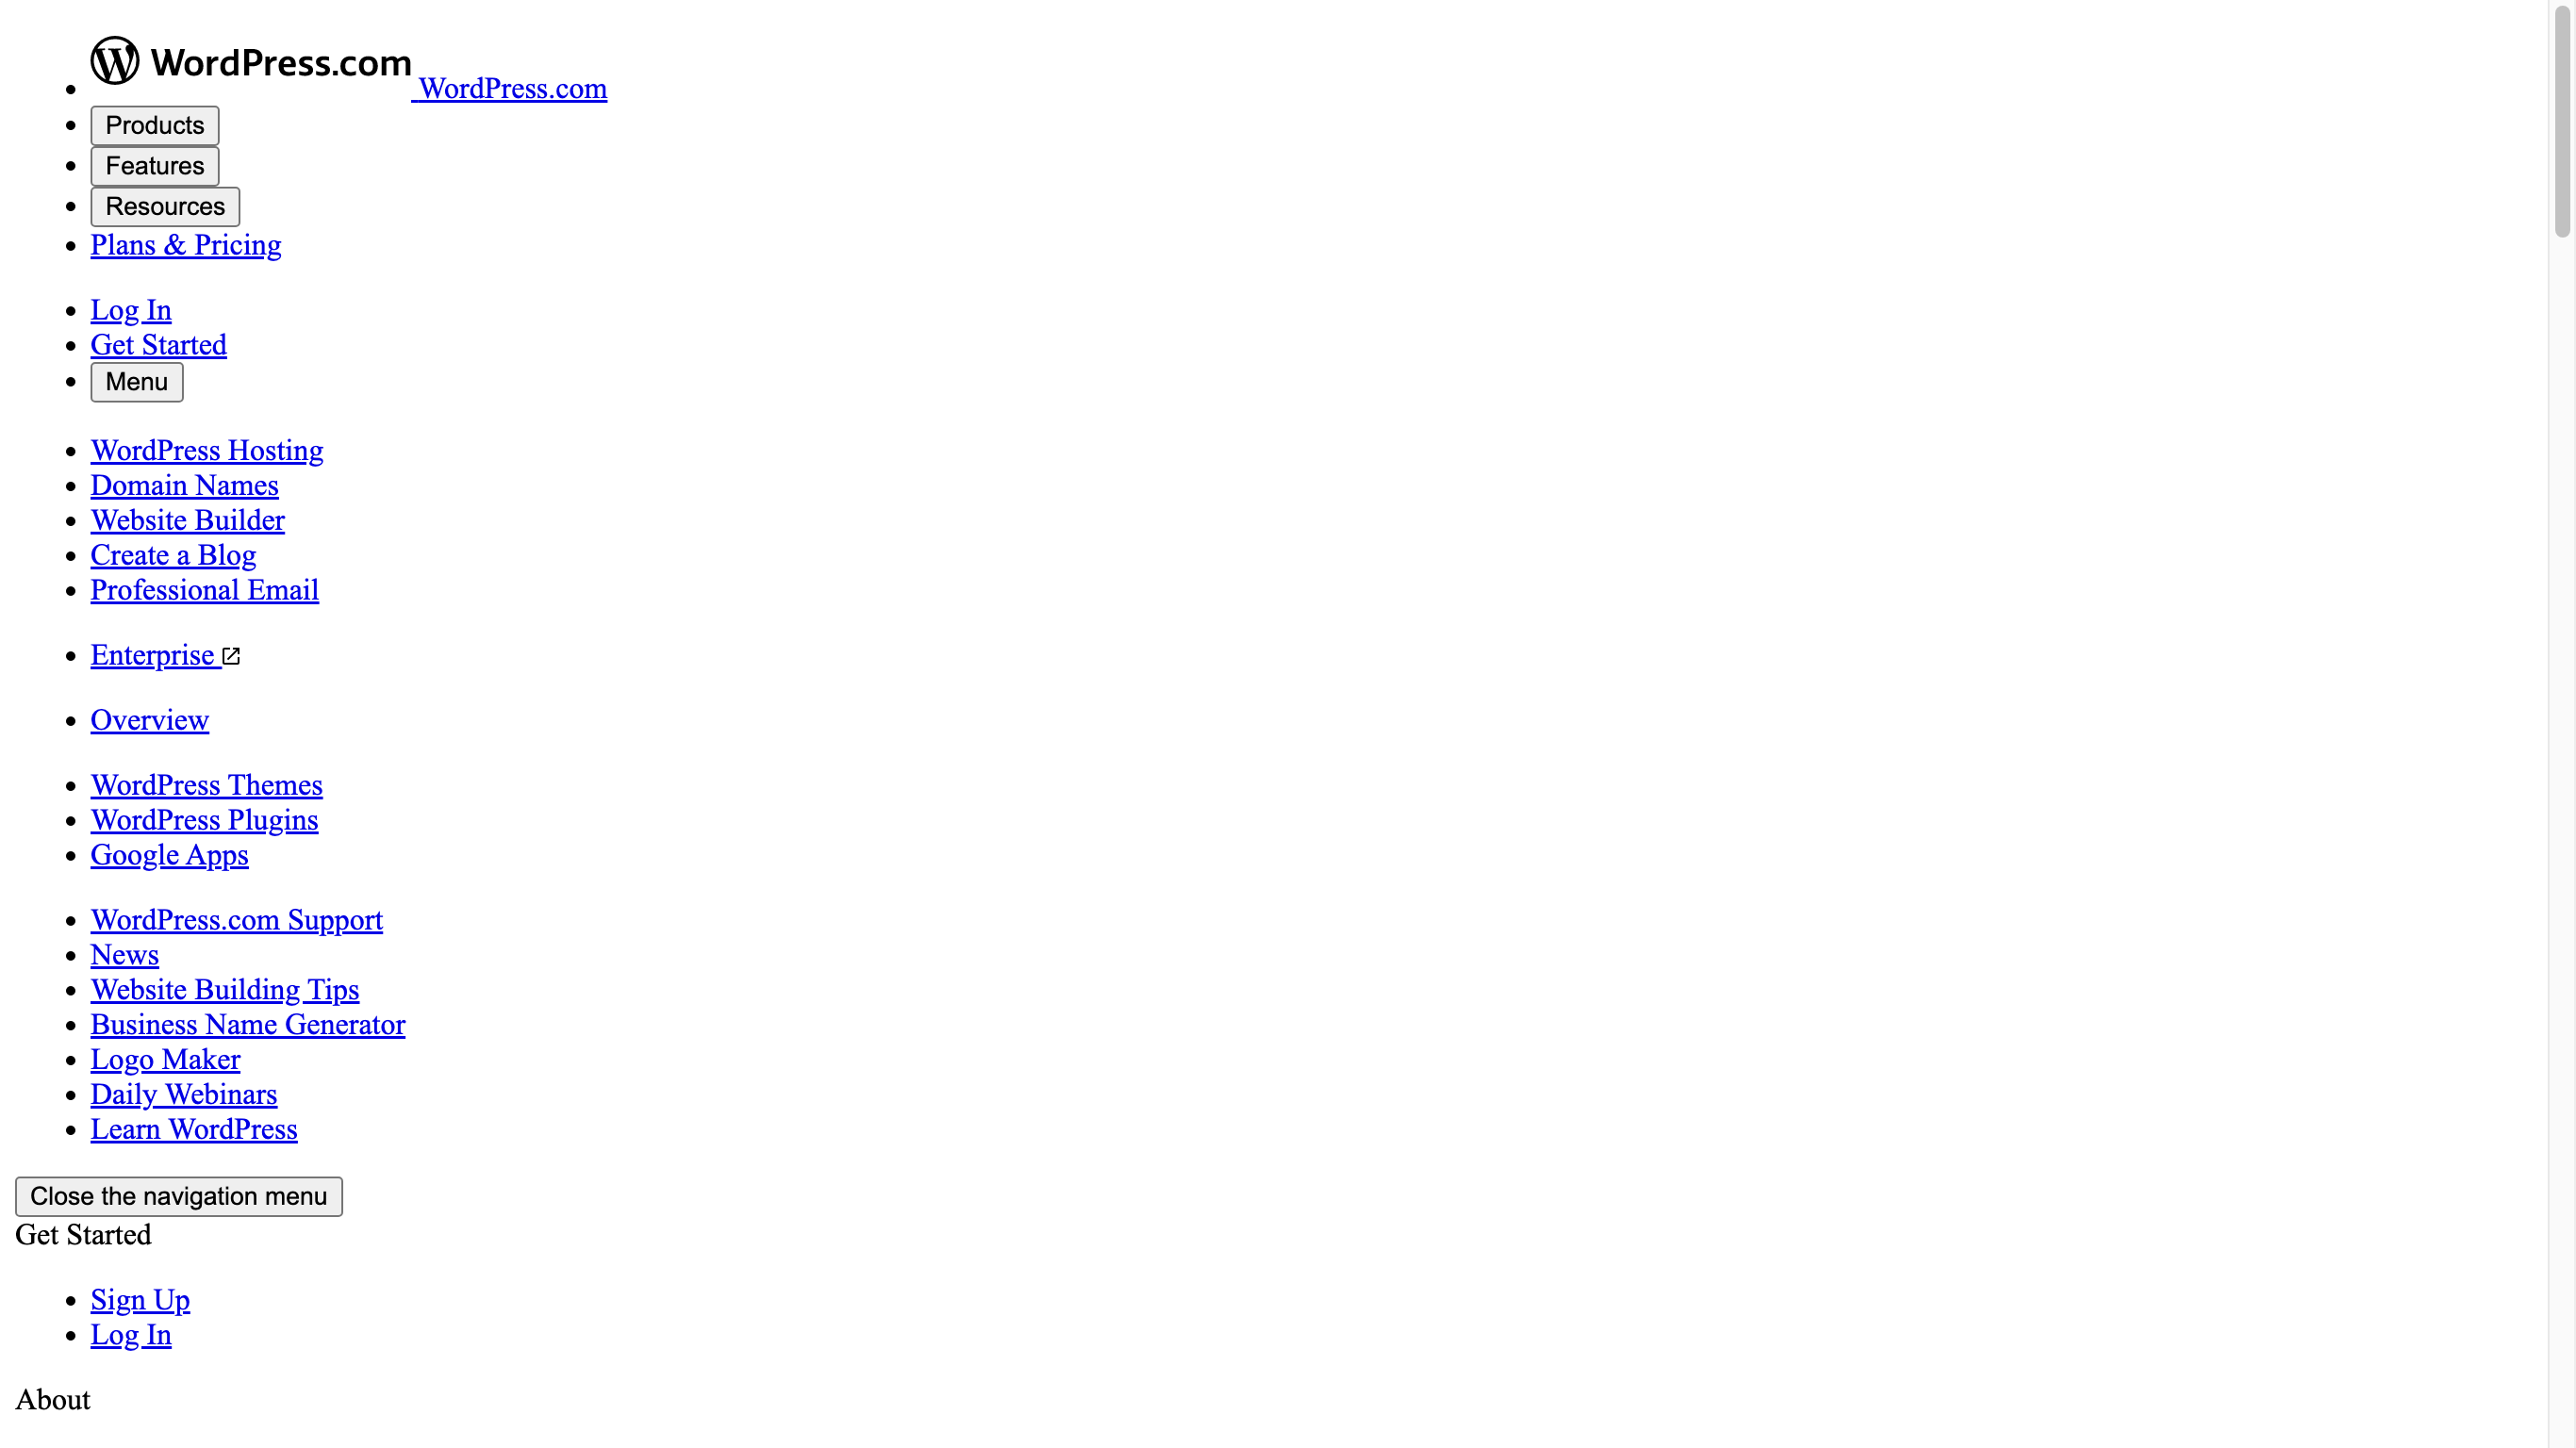 WordPress.com WordPress.com
Products
Features
Resources
Plans & Pricing
Log In
Get Started
Menu
WordPress Hosting
Domain Names
Website Builder
Create a Blog
Professional Email
Enterprise
Overview
WordPress Themes
WordPress Plugins
Google Apps
WordPress.com Support
News
Website Building Tips
Business Name Generator
Logo Maker
Daily Webinars
Learn WordPress
Close the navigation menu
Get Started
Sign Up
Log In
About